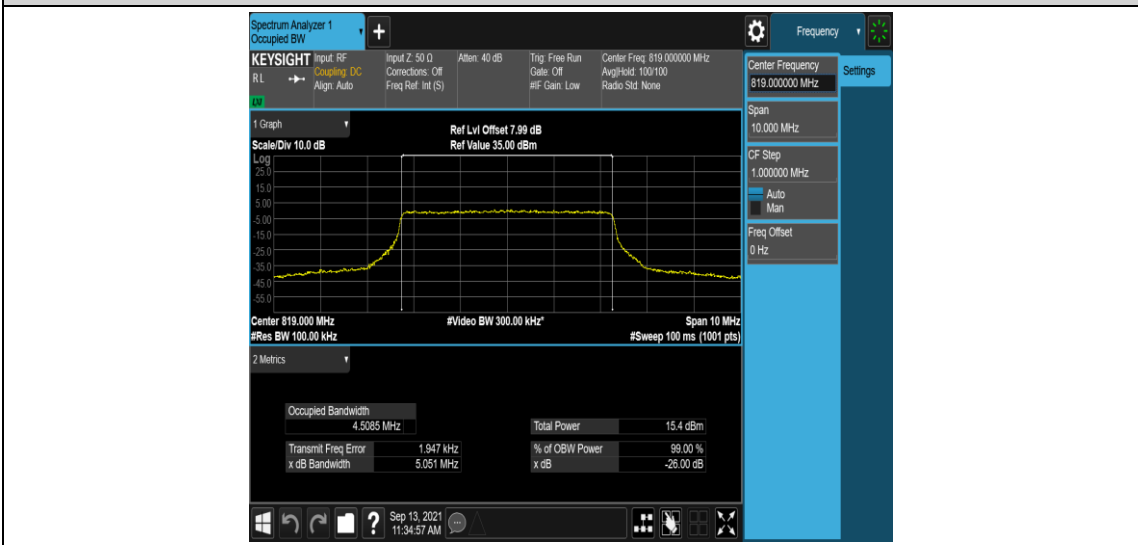 Spectrum Analyzer 1
Occupied BW
Frequency
KEYSIGHT
RL
LXI
Input: RF
Coupling: DC
Align: Auto
Input Z: 50 Ω
Corrections: Off
Freq Ref: Int (S)
Atten: 40 dB
Trig: Free Run
Gate: Off
#IF Gain: Low
Center Freq: 819.000000 MHz
Avg|Hold: 100/100
Radio Std: None
Center Frequency
819.000000 MHz
Settings
Span
10.000 MHz
CF Step
1.000000 MHz
Auto
Man
Freq Offset
0 Hz
1 Graph
Scale/Div 10.0 dB
Ref Lvl Offset 7.99 dB
Ref Value 35.00 dBm
Log
25.0
15.0
5.00
-5.00
-15.0
-25.0
-35.0
-45.0
-55.0
Center 819.000 MHz
#Video BW 300.00 kHz*
Span 10 MHz
#Res BW 100.00 kHz
#Sweep 100 ms (1001 pts)
2 Metrics
Occupied Bandwidth
4.5085 MHz
Total Power 15.4 dBm
Transmit Freq Error 1.947 kHz
% of OBW Power 99.00 %
x dB Bandwidth 5.051 MHz
x dB -26.00 dB
?
Sep 13, 2021
11:34:57 AM